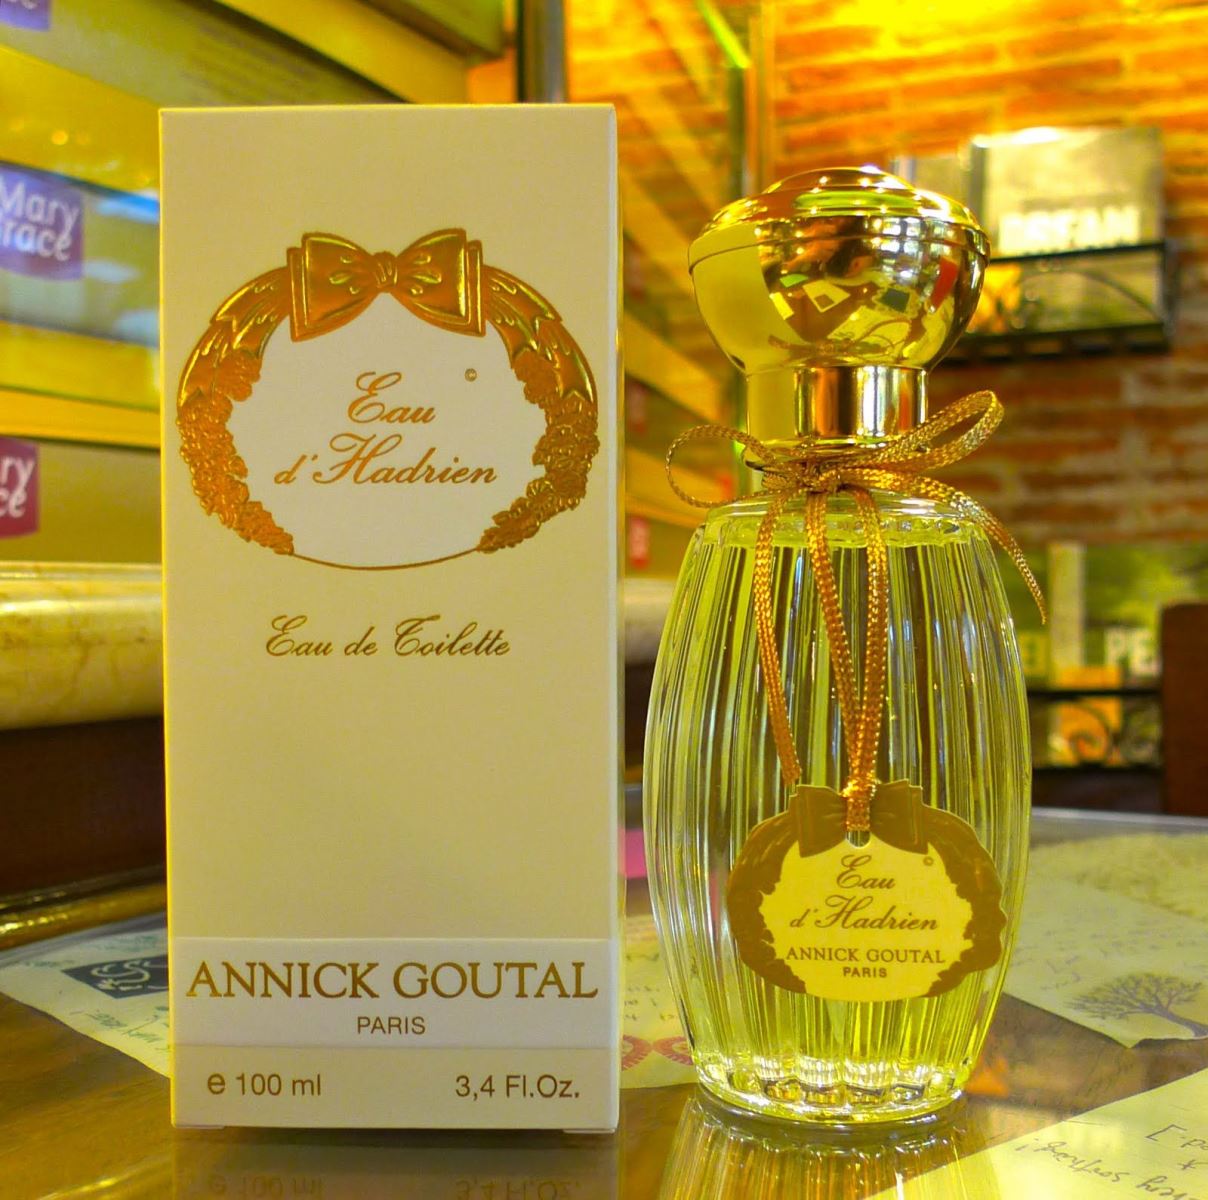 Eau
d'Hadrien
©
Eau de Toilette
ANNICK GOUTAL
PARIS
e 100 ml 3,4 Fl.Oz.
Eau
d'Hadrien
©
ANNICK GOUTAL
PARIS
Mary
Grace